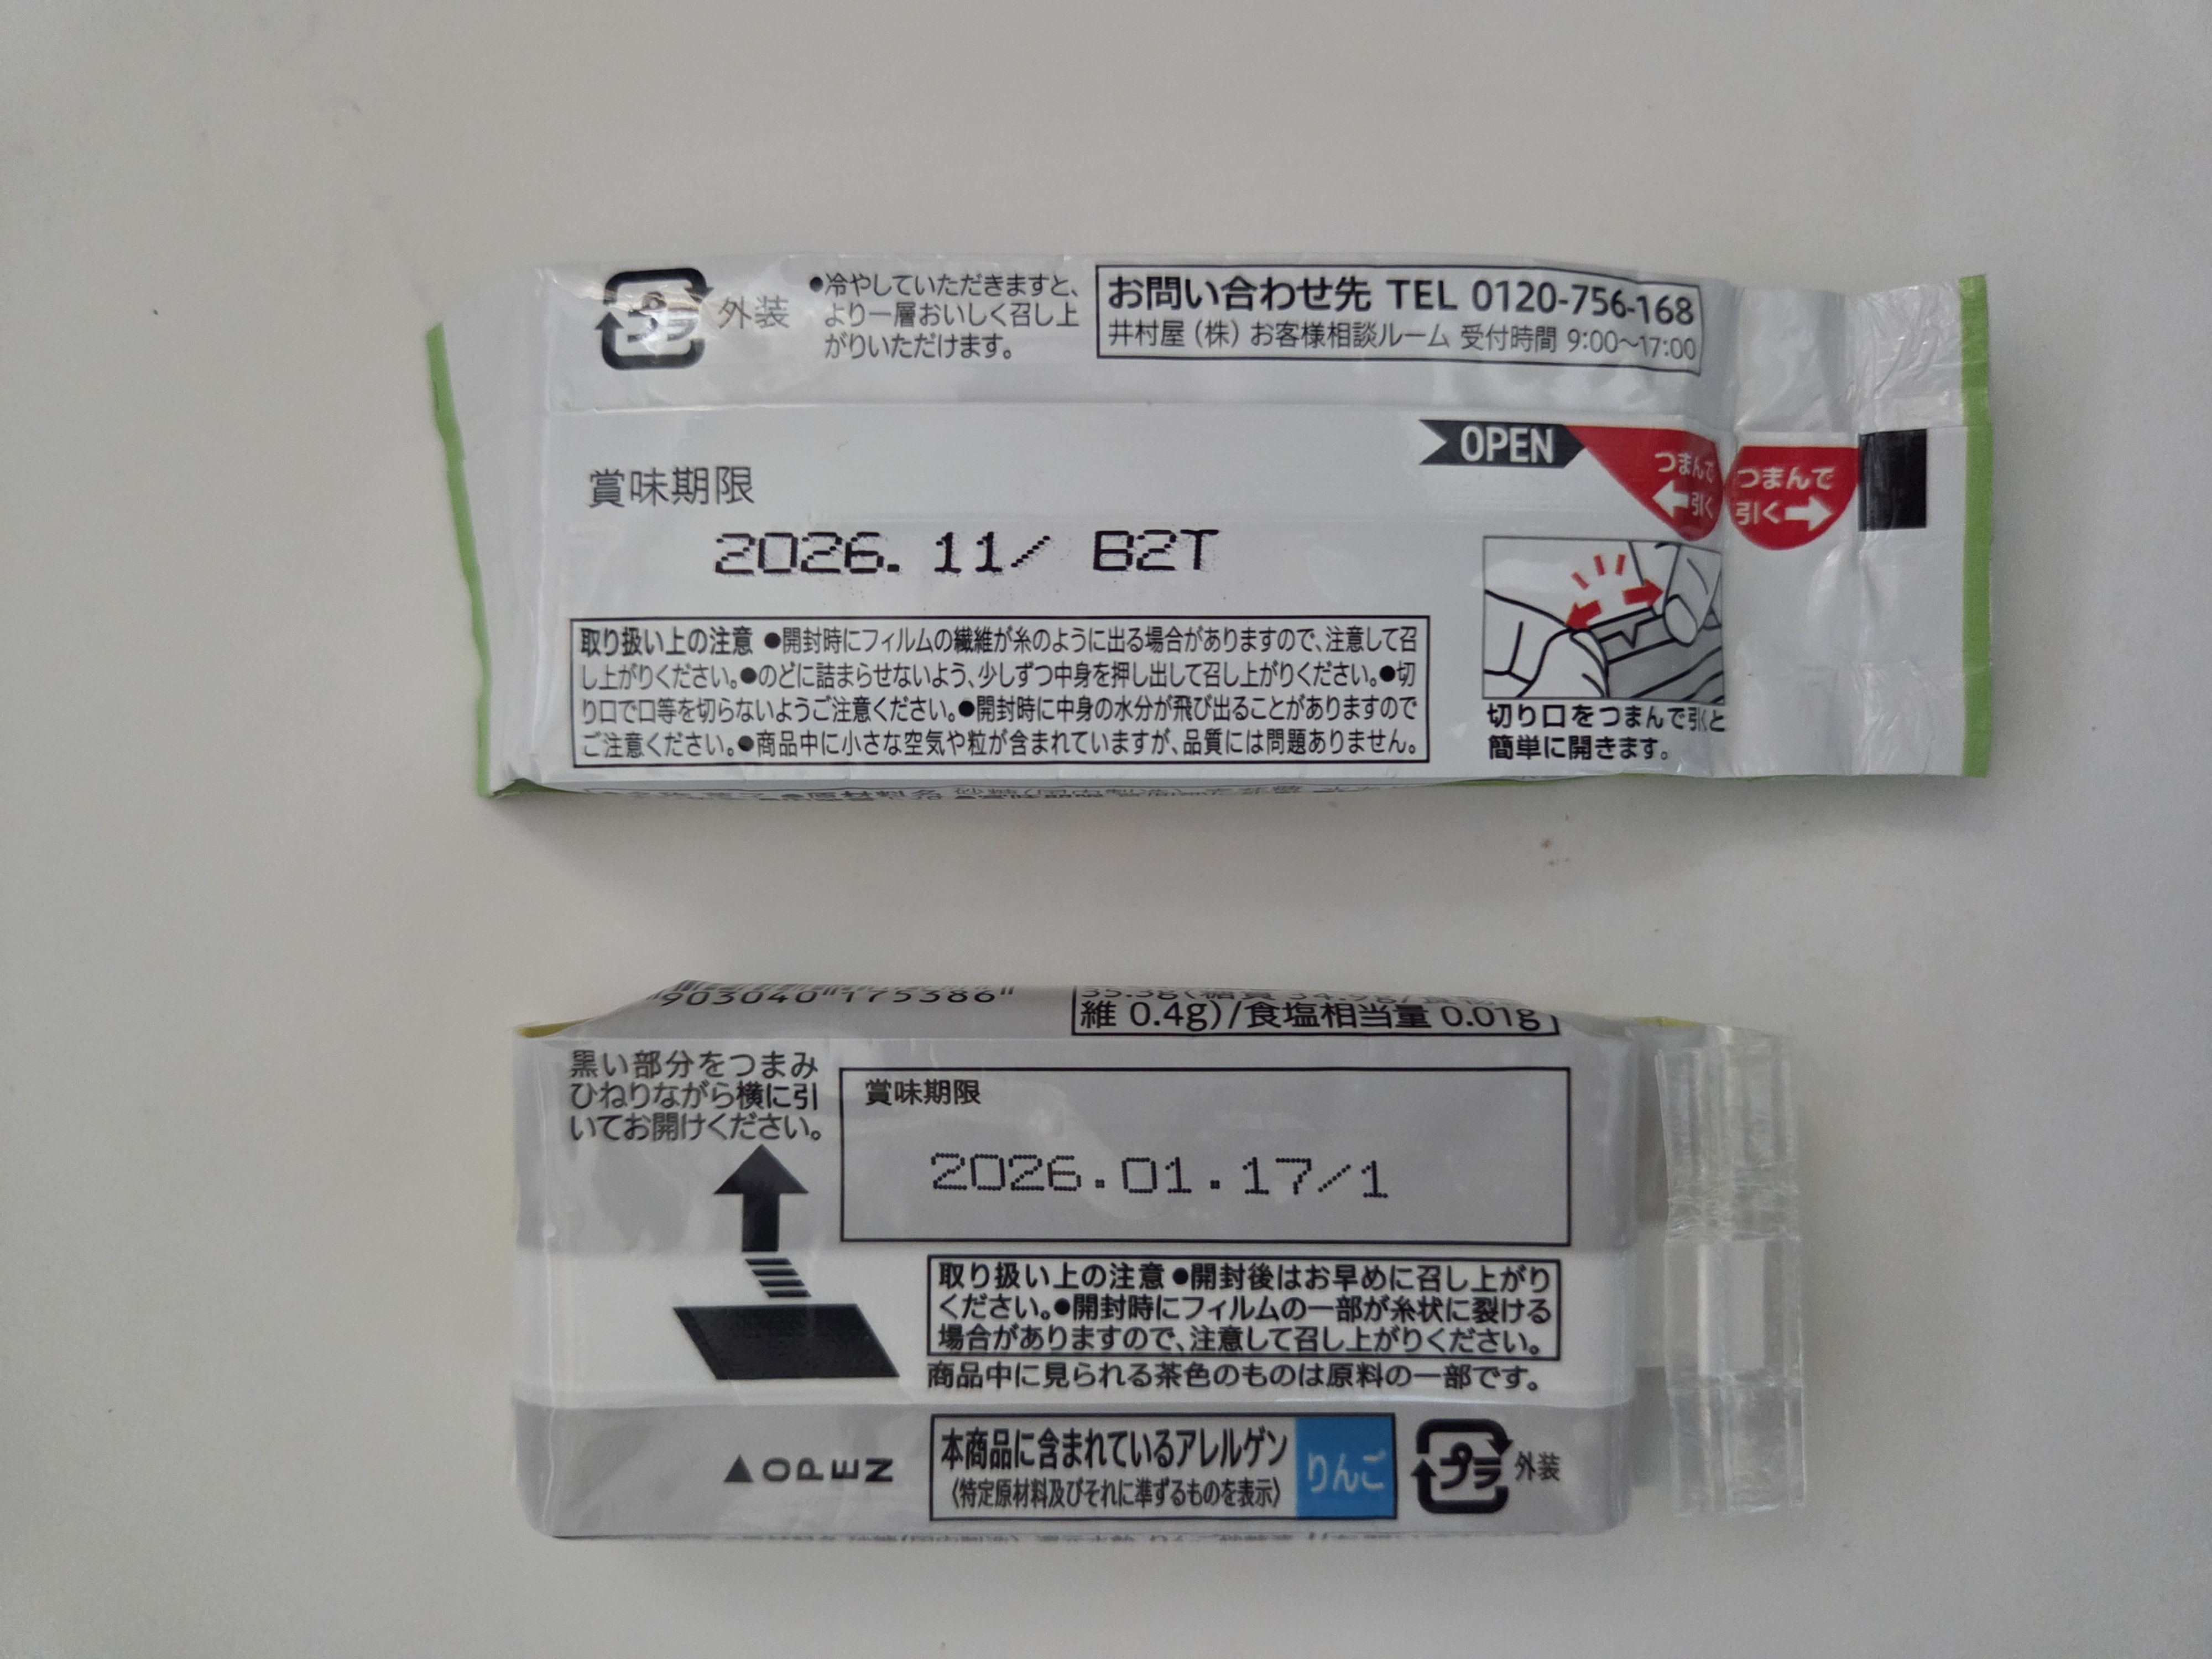 プラ 外装
●冷やしていただきますと、
より一層おいしく召し上
がりいただけます。
お問い合わせ先 TEL 0120-756-168
井村屋（株）お客様相談ルーム 受付時間 9:00〜17:00
賞味期限
2026.11/ B2T
OPEN
つまんで
引く
つまんで
引く
取り扱い上の注意 ●開封時にフィルムの繊維が糸のように出る場合がありますので、注意して召
し上がりください。●のどに詰まらせないよう、少しずつ中身を押し出して召し上がりください。●切
り口で口等を切らないようご注意ください。●開封時に中身の水分が飛び出ることがありますので
ご注意ください。●商品中に小さな空気や粒が含まれていますが、品質には問題ありません。
切り口をつまんで引くと
簡単に開きます。
903040 175386
維 0.4g)/食塩相当量 0.01g
黒い部分をつまみ
ひねりながら横に引
いてお開けください。
賞味期限
2026.01.17/1
取り扱い上の注意 ●開封後はお早めに召し上がり
ください。●開封時にフィルムの一部が糸状に裂ける
場合がありますので、注意して召し上がりください。
商品中に見られる茶色のものは原料の一部です。
▲OPEN
本商品に含まれているアレルゲン
（特定原材料及びそれに準ずるものを表示）
りんご
プラ 外装